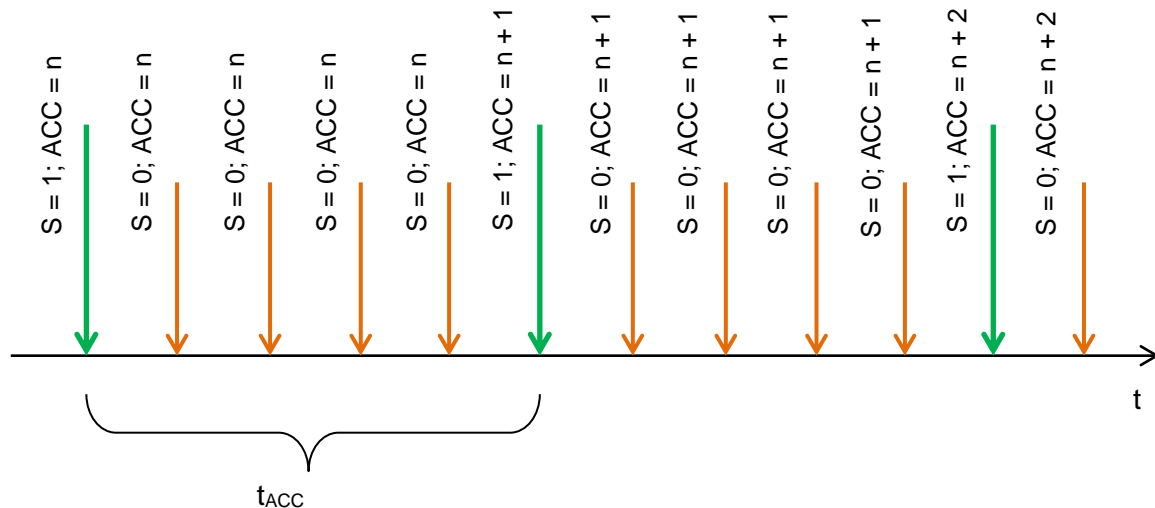 S = 1; ACC = n
S = 0; ACC = n
S = 0; ACC = n
S = 0; ACC = n
S = 0; ACC = n
S = 1; ACC = n + 1
S = 0; ACC = n + 1
S = 0; ACC = n + 1
S = 0; ACC = n + 1
S = 0; ACC = n + 1
S = 1; ACC = n + 2
S = 0; ACC = n + 2
t
tACC